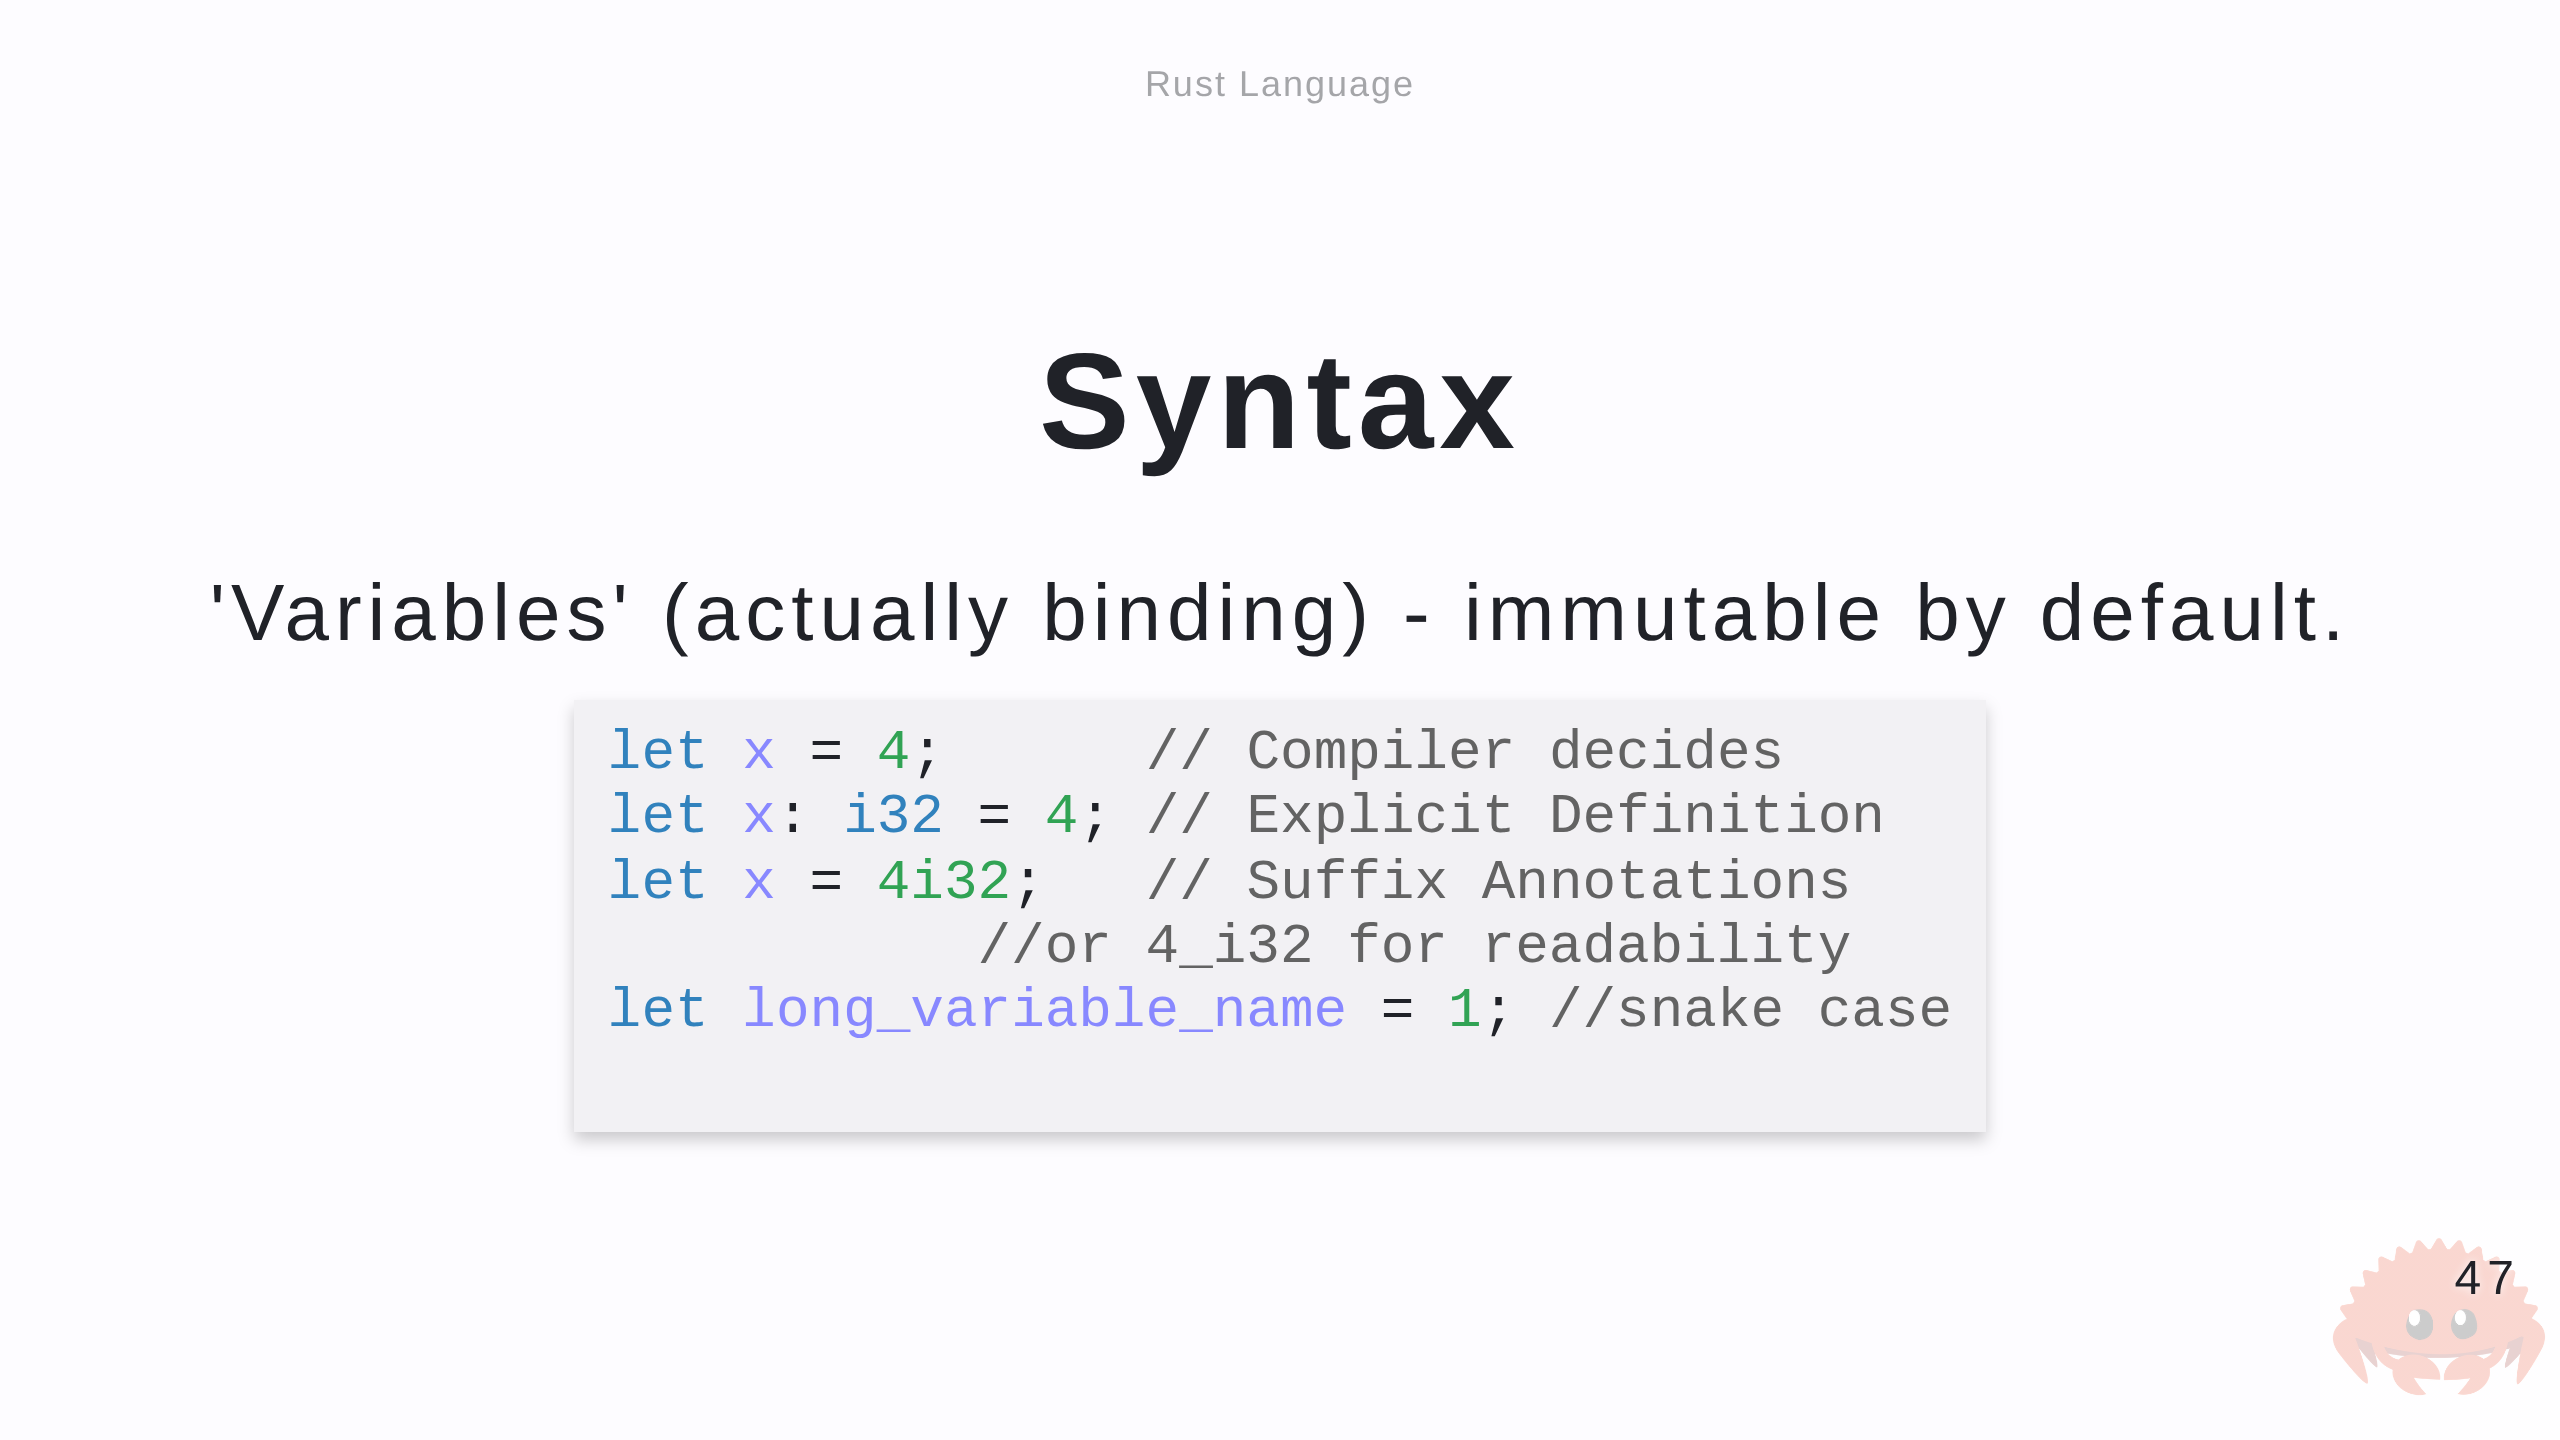 Rust Language
Syntax
'Variables' (actually binding) - immutable by default.
let x = 4;      // Compiler decides
let x: i32 = 4; // Explicit Definition
let x = 4i32;   // Suffix Annotations
           //or 4_i32 for readability
let long_variable_name = 1; //snake case
47